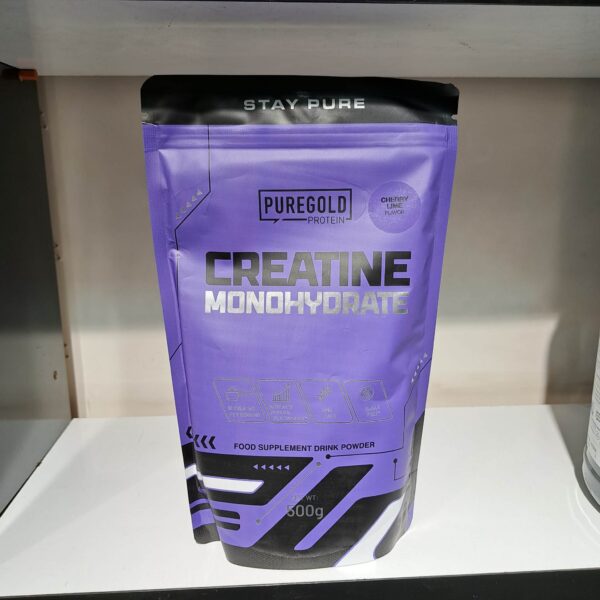 STAY PURE
PUREGOLD
PROTEIN
CHERRY
LIME
FLAVOR
CREATINE
MONOHYDRATE
FOOD SUPPLEMENT DRINK POWDER
500g